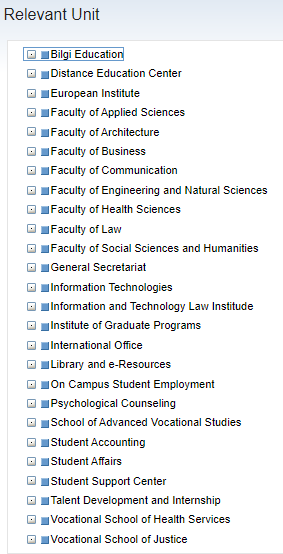 Relevant Unit
Bilgi Education
Distance Education Center
European Institute
Faculty of Applied Sciences
Faculty of Architecture
Faculty of Business
Faculty of Communication
Faculty of Engineering and Natural Sciences
Faculty of Health Sciences
Faculty of Law
Faculty of Social Sciences and Humanities
General Secretariat
Information Technologies
Information and Technology Law Institude
Institute of Graduate Programs
International Office
Library and e-Resources
On Campus Student Employment
Psychological Counseling
School of Advanced Vocational Studies
Student Accounting
Student Affairs
Student Support Center
Talent Development and Internship
Vocational School of Health Services
Vocational School of Justice